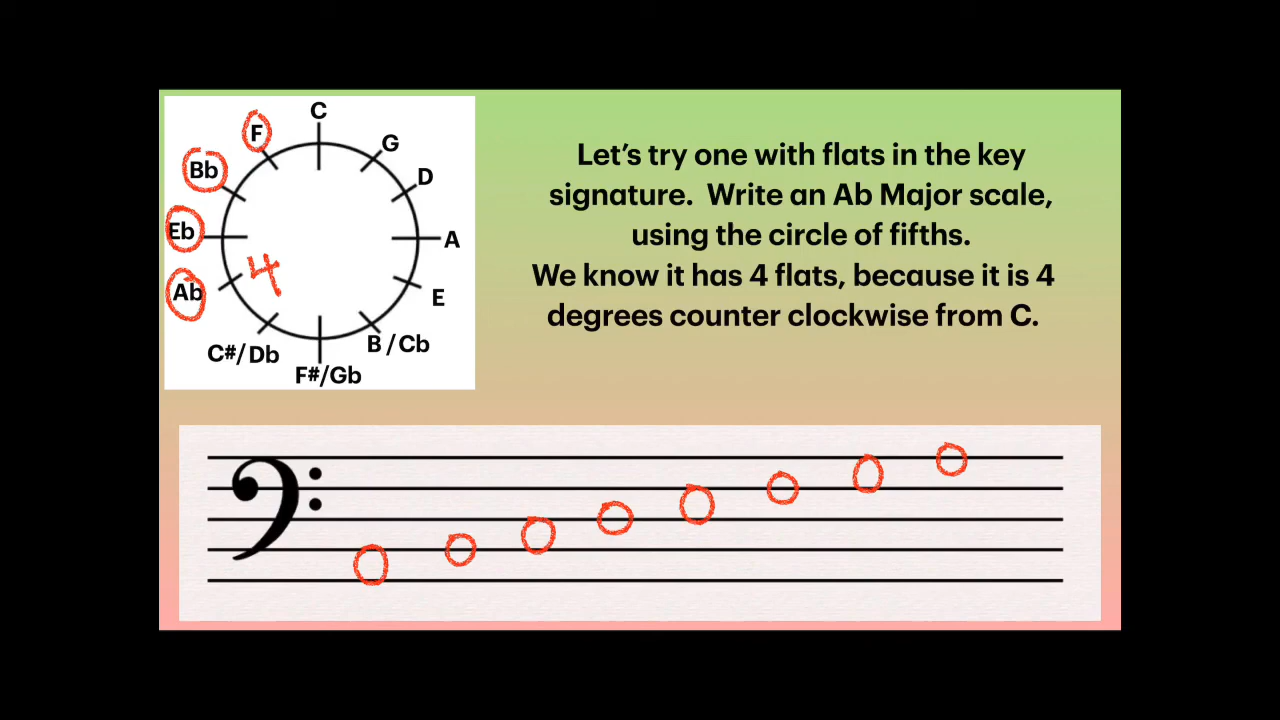 C
F
G
Bb
D
Eb
A
4
Ab
E
C#/Db
B/Cb
F#/Gb
Let's try one with flats in the key
signature. Write an Ab Major scale,
using the circle of fifths.
We know it has 4 flats, because it is 4
degrees counter clockwise from C.